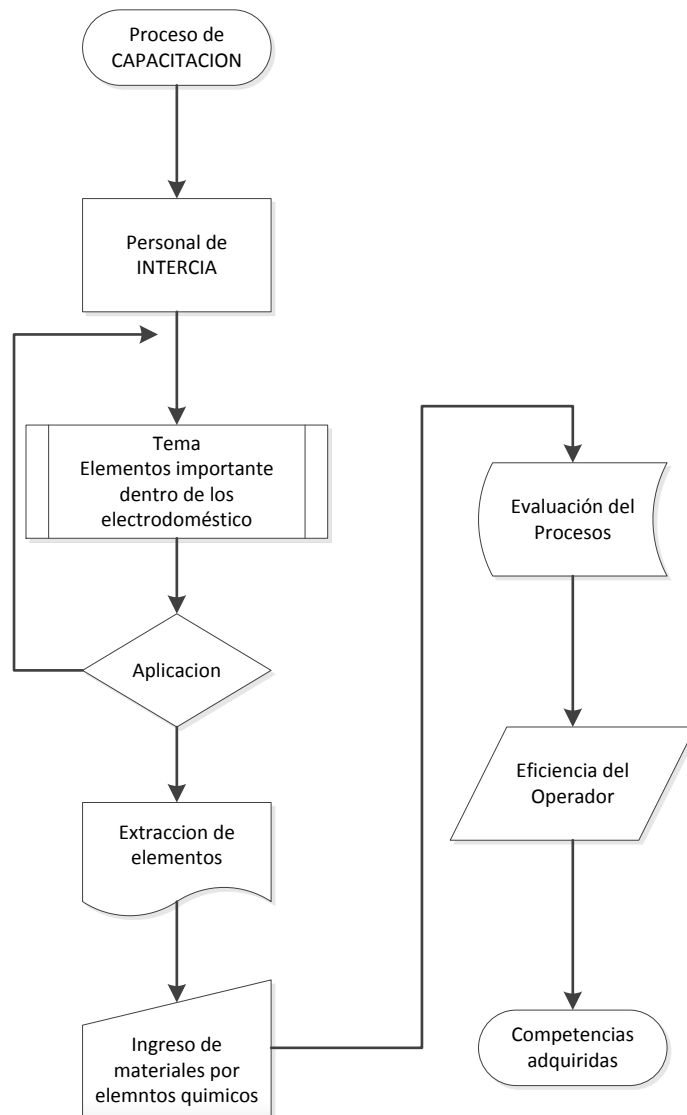 Proceso de
CAPACITACION
Personal de
INTERCIA
Tema
Elementos importante
dentro de los
electrodoméstico
Aplicacion
Extraccion de
elementos
Ingreso de
materiales por
elemntos quimicos
Evaluación del
Procesos
Eficiencia del
Operador
Competencias
adquiridas